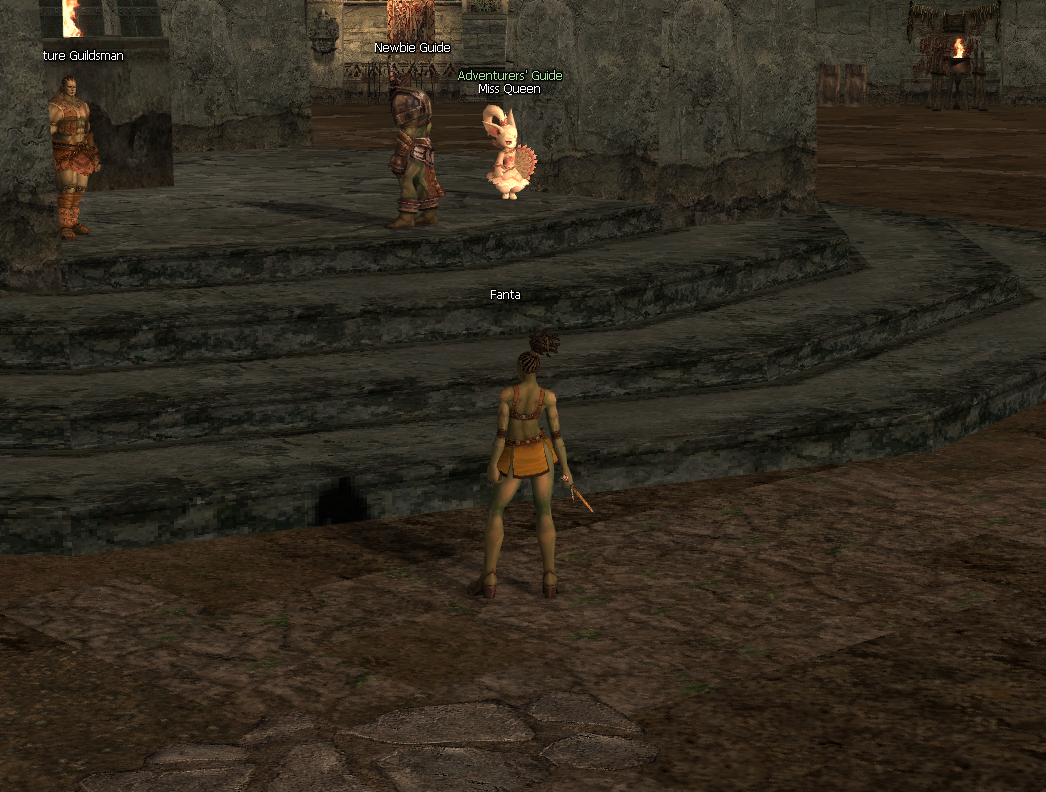 Newbie Guide
ture Guildsman
Adventurers' Guide
Miss Queen
Fanta